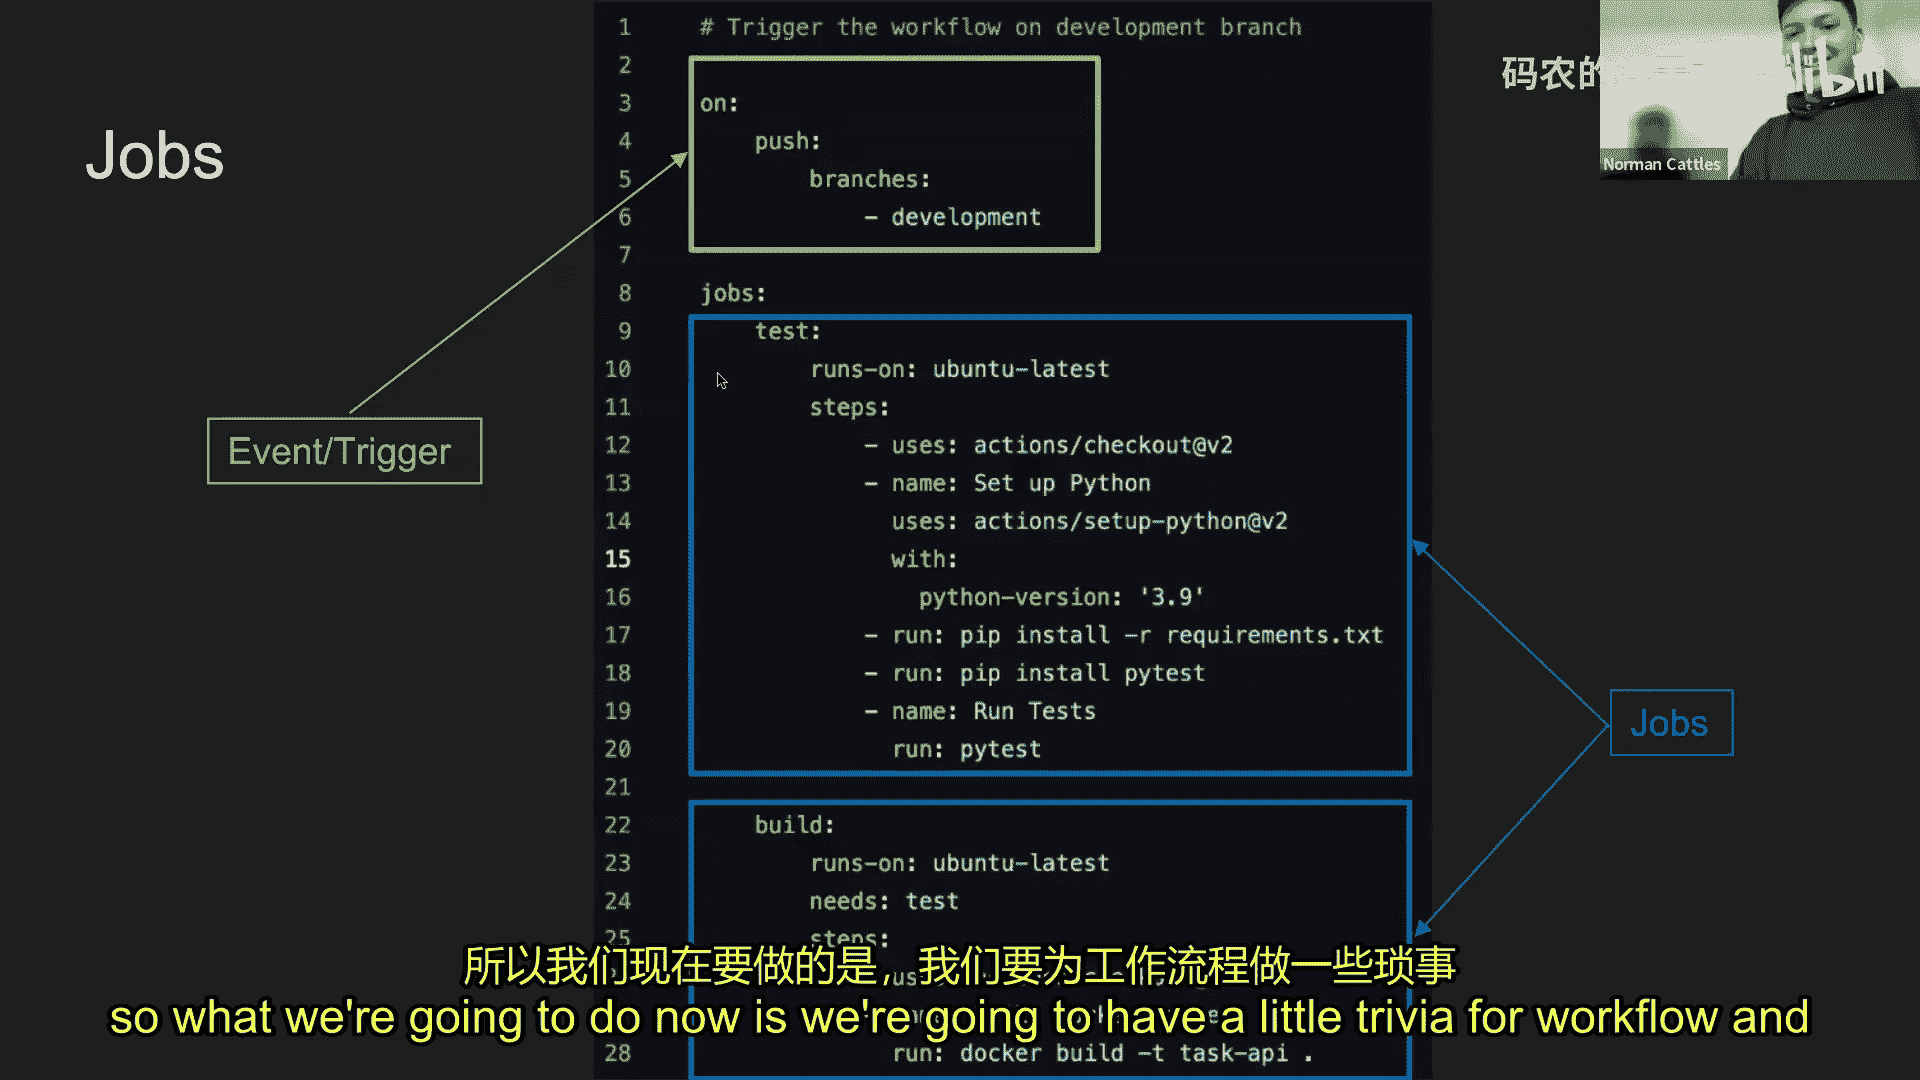 Jobs
1 # Trigger the workflow on development branch
2
3 on:
4 push:
5 branches:
6 - development
7
8 jobs:
9 test:
10 runs-on: ubuntu-latest
11 steps:
12 - uses: actions/checkout@v2
13 - name: Set up Python
14 uses: actions/setup-python@v2
15 with:
16 python-version: '3.9'
17 - run: pip install -r requirements.txt
18 - run: pip install pytest
19 - name: Run Tests
20 run: pytest
21
22 build:
23 runs-on: ubuntu-latest
24 needs: test
25 steps:
28 run: docker build -t task-api .
Event/Trigger
Jobs
码农的
Norman Cattles
所以我们现在要做的是，我们要为工作流程做一些琐事
so what we're going to do now is we're going to have a little trivia for workflow and